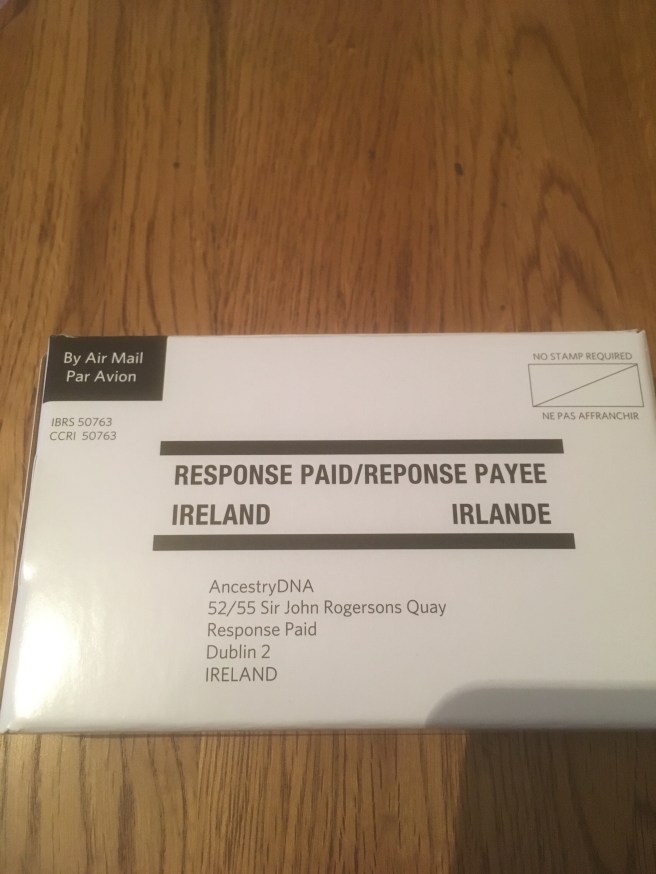 By Air Mail
Par Avion
NO STAMP REQUIRED
NE PAS AFFRANCHIR
IBRS 50763
CCRI 50763
RESPONSE PAID/REPONSE PAYEE
IRELAND IRLANDE
AncestryDNA
52/55 Sir John Rogersons Quay
Response Paid
Dublin 2
IRELAND